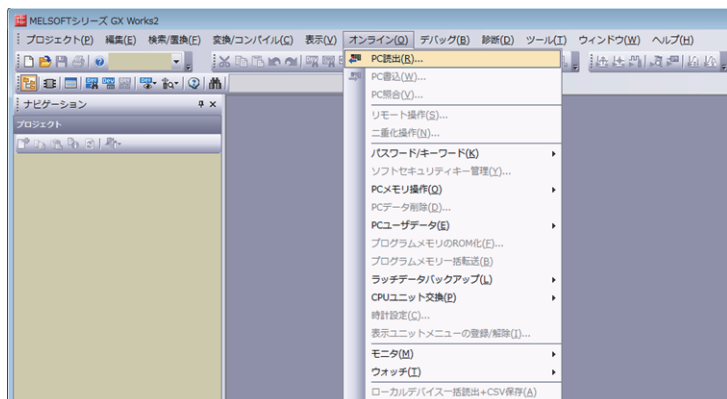 MELSOFTシリーズ GX Works2
プロジェクト(P) 編集(E) 検索/置換(F) 変換/コンパイル(C) 表示(V) オンライン(O) デバッグ(B) 診断(D) ツール(T) ウィンドウ(W) ヘルプ(H)
PC読出(R)...
PC書込(W)...
PC照合(V)...
リモート操作(S)...
二重化操作(N)...
パスワード/キーワード(K)
ソフトセキュリティキー管理(Y)...
PCメモリ操作(O)
PCデータ削除(D)...
PCユーザデータ(E)
プログラムメモリのROM化(F)...
プログラムメモリ一括転送(B)
ラッチデータバックアップ(L)
CPUユニット交換(P)
時計設定(C)...
表示ユニットメニューの登録/解除(I)...
モニタ(M)
ウォッチ(T)
ローカルデバイス一括読出+CSV保存(A)
ナビゲーション
プロジェクト